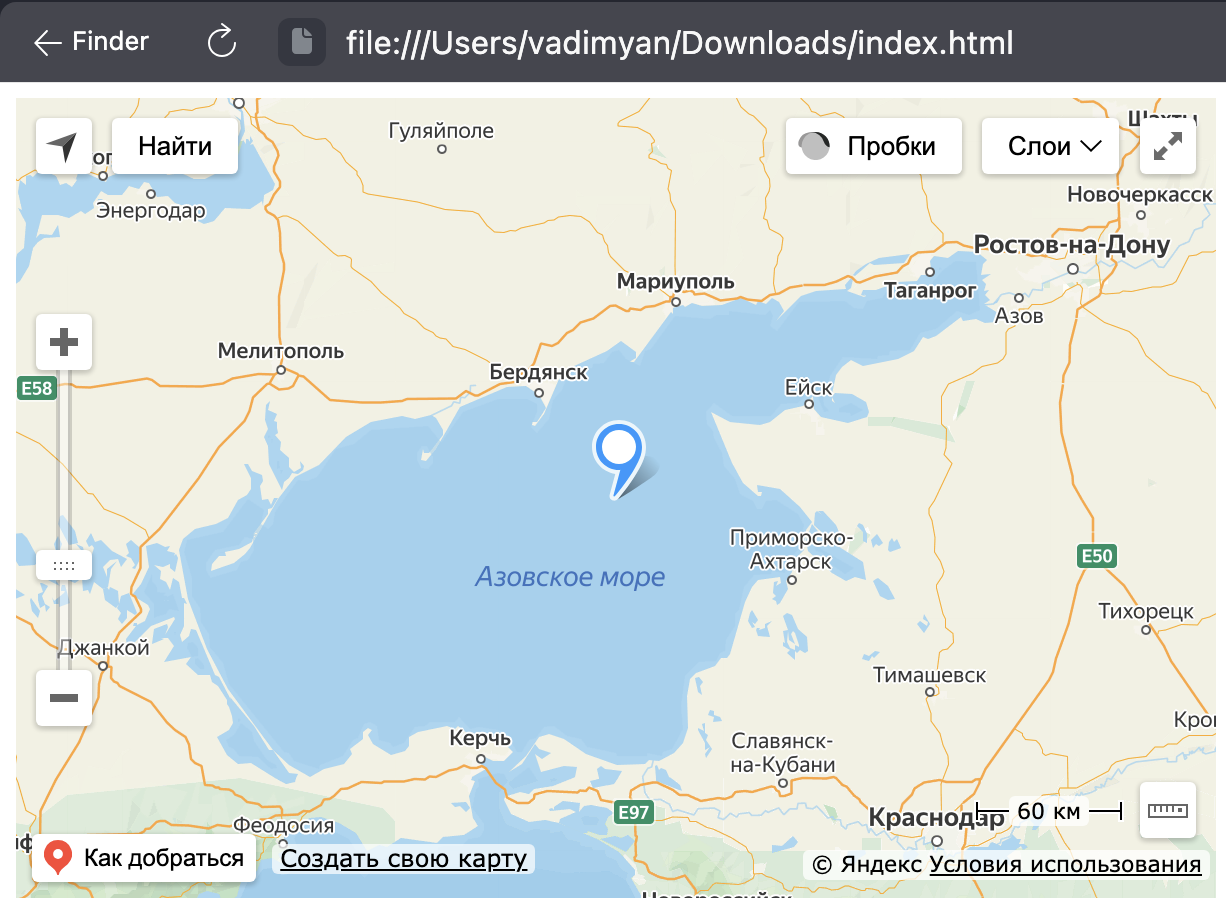 Finder
file:///Users/vadimyan/Downloads/index.html
Найти
Гуляйполе
Пробки
Слои
Энергодар
Новочеркасск
Ростов-на-Дону
Мариуполь
Таганрог
Азов
Мелитополь
Бердянск
E58
Ейск
Приморско-
Ахтарск
Азовское море
E50
Тихорецк
Джанкой
Тимашевск
Керчь
Славянск-
на-Кубани
E97
Краснодар
60 км
Феодосия
Как добраться
Создать свою карту
© Яндекс Условия использования